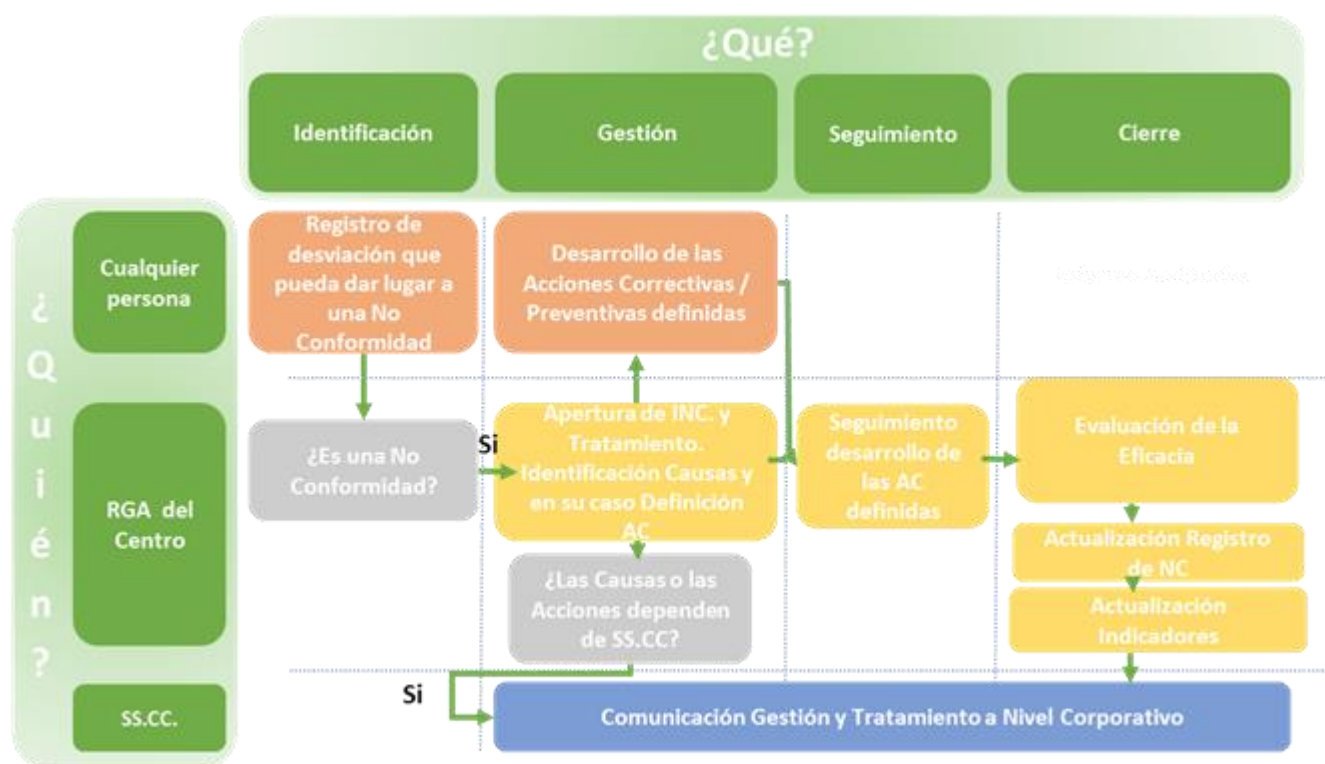 ¿Qué?
Identificación
Gestión
Seguimiento
Cierre
¿Quién?
Cualquier
persona
RGA del
Centro
SS.CC.
Registro de
desviación que
pueda dar lugar a
una No
Conformidad
Desarrollo de las
Acciones Correctivas /
Preventivas definidas
¿Es una No
Conformidad?
Si
Apertura de INC. y
Tratamiento.
Identificación Causas y
en su caso Definición
AC
Seguimiento
desarrollo de
las AC
definidas
Evaluación de la
Eficacia
Actualización Registro
de NC
Actualización
Indicadores
¿Las Causas o las
Acciones dependen
de SS.CC?
Si
Comunicación Gestión y Tratamiento a Nivel Corporativo